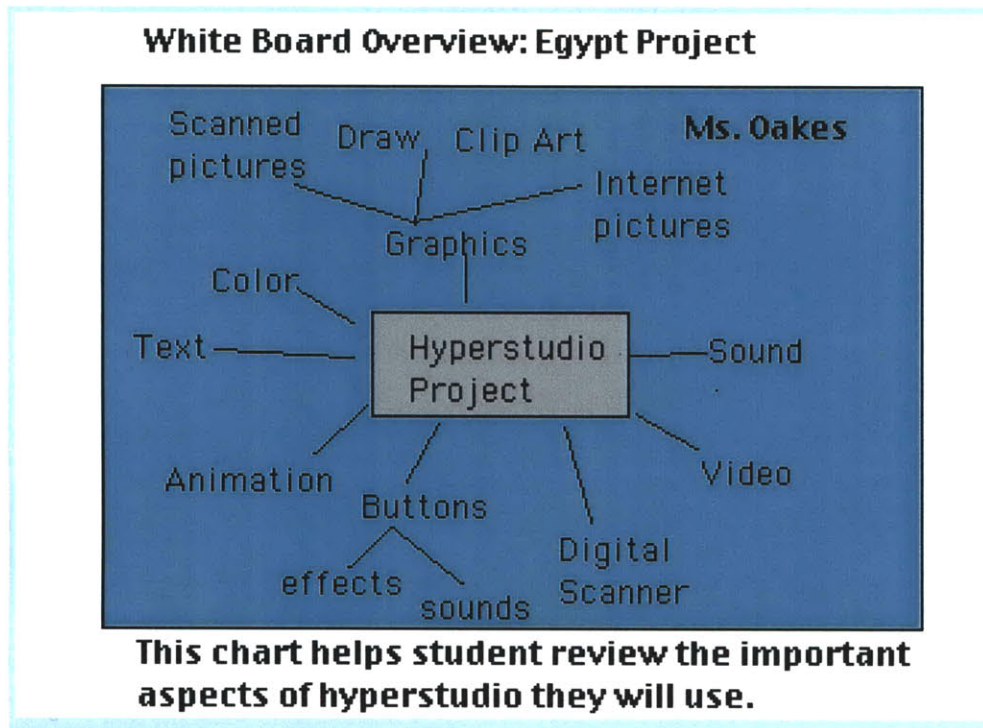 White Board Overview: Egypt Project
Ms. Oakes
Scanned
pictures
Draw
Clip Art
Internet
pictures
Graphics
Color
Text
Hyperstudio
Project
Sound
Animation
Buttons
Video
effects
sounds
Digital
Scanner
This chart helps student review the important
aspects of hyperstudio they will use.